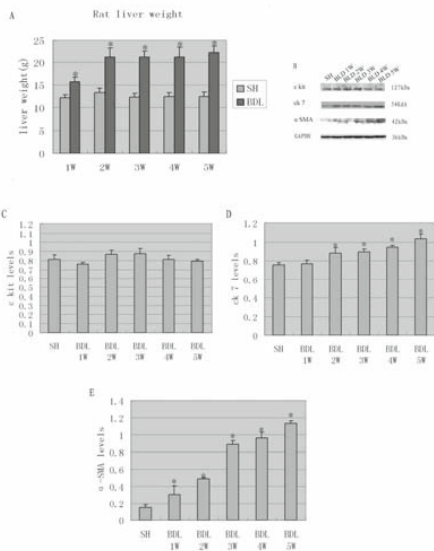 A
Rat liver weight
liver weight(g)
25
20
15
10
5
0
1W 2W 3W 4W 5W
SH
BDL
B
SH BLD 1W BLD 2W BLD 3W BLD 4W BLD 5W
c kit
ck 7
α-SMA 42kDa
GAPDH 36kDa
C
c kit levels
1.2
1.1
1
0.9
0.8
0.7
0.6
0.5
0.4
0.3
0.2
0.1
0
SH BDL BDL BDL BDL BDL
1W 2W 3W 4W 5W
D
ck 7 levels
1.2
1
0.8
0.6
0.4
0.2
0
SH BDL BDL BDL BDL BDL
1W 2W 3W 4W 5W
E
α-SMA levels
1.4
1.2
1
0.8
0.6
0.4
0.2
0
SH BDL BDL BDL BDL BDL
1W 2W 3W 4W 5W